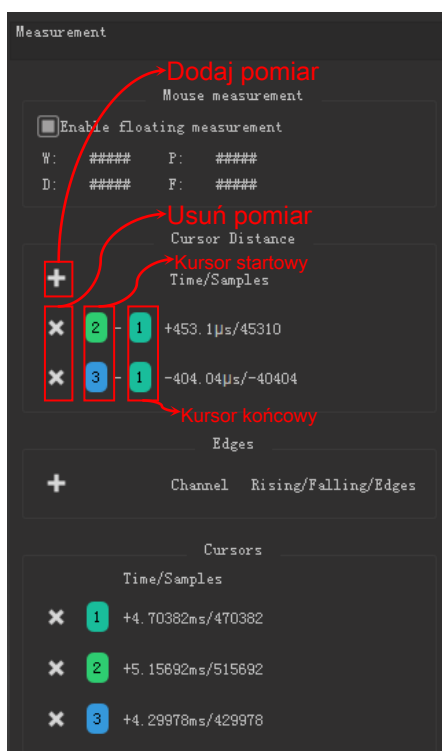 Measurement
Dodaj pomiar
Mouse measurement
Enable floating measurement
W: ##### P: #####
D: ##### F: #####
Usuń pomiar
Cursor Distance
Kursor startowy
Time/Samples
2 - 1 +453.1µs/45310
3 - 1 -404.04µs/-40404
Kursor końcowy
Edges
Channel Rising/Falling/Edges
Cursors
Time/Samples
1 +4.70382ms/470382
2 +5.15692ms/515692
3 +4.29978ms/429978